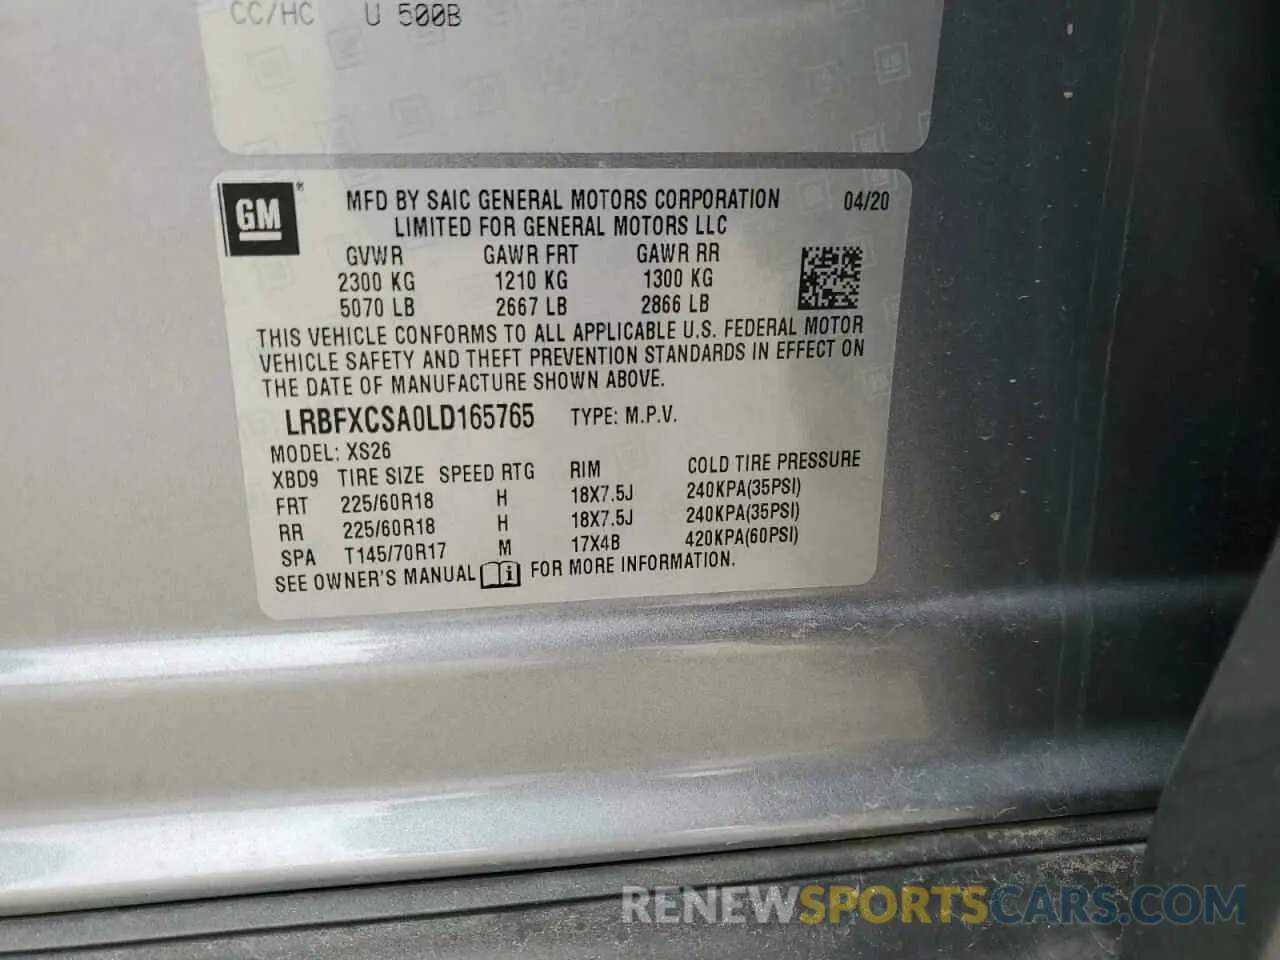 CC/HC U 500B
GM ®
MFD BY SAIC GENERAL MOTORS CORPORATION 04/20
LIMITED FOR GENERAL MOTORS LLC
GVWR GAWR FRT GAWR RR
2300 KG 1210 KG 1300 KG
5070 LB 2667 LB 2866 LB
THIS VEHICLE CONFORMS TO ALL APPLICABLE U.S. FEDERAL MOTOR
VEHICLE SAFETY AND THEFT PREVENTION STANDARDS IN EFFECT ON
THE DATE OF MANUFACTURE SHOWN ABOVE.
LRBFXCSA0LD165765 TYPE: M.P.V.
MODEL: XS26
XBD9 TIRE SIZE SPEED RTG RIM COLD TIRE PRESSURE
FRT 225/60R18 H 18X7.5J 240KPA(35PSI)
RR 225/60R18 H 18X7.5J 240KPA(35PSI)
SPA T145/70R17 M 17X4B 420KPA(60PSI)
SEE OWNER'S MANUAL i FOR MORE INFORMATION.
RENEWSPORTSCARS.COM